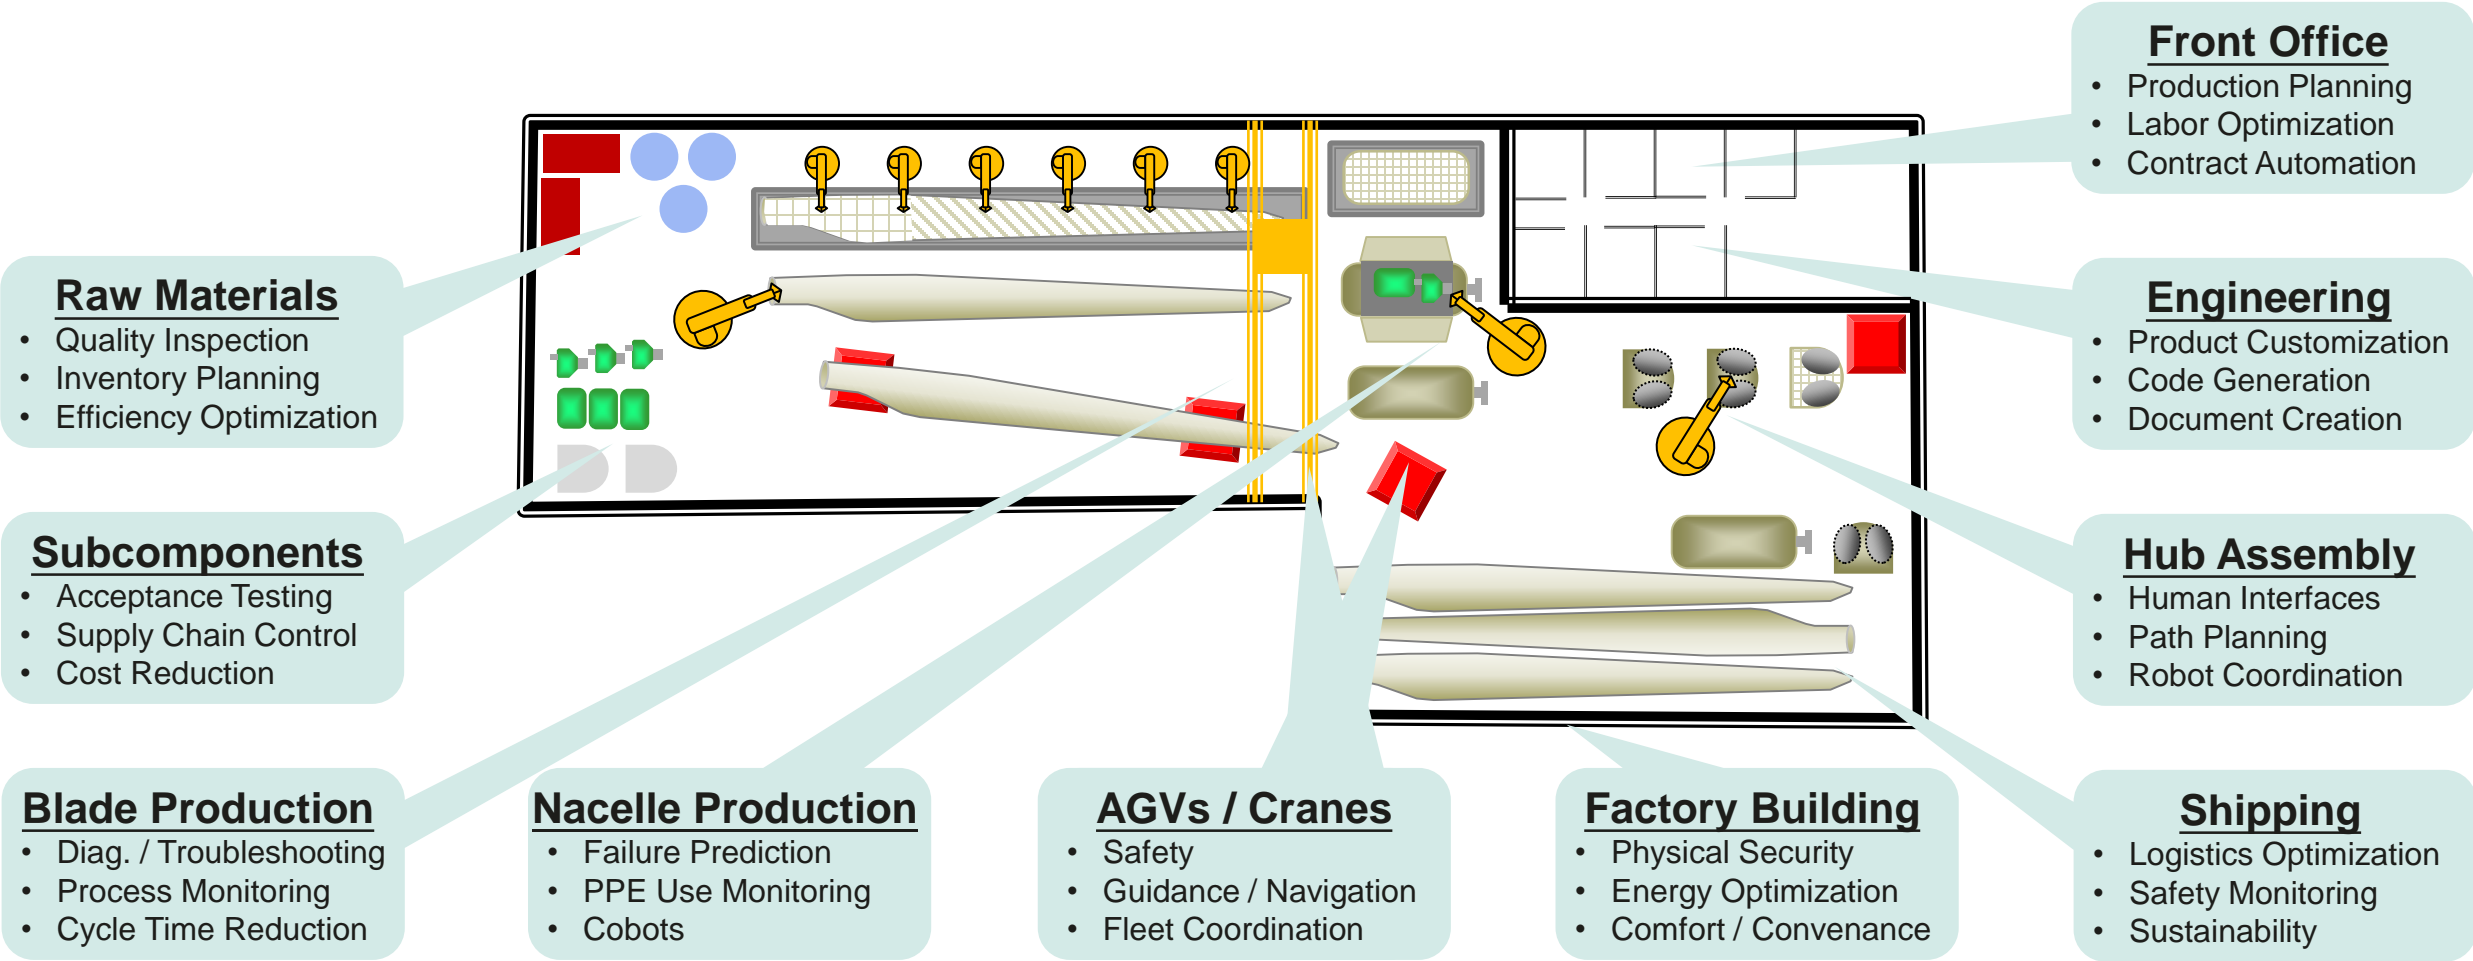 Front Office
• Production Planning
• Labor Optimization
• Contract Automation
Raw Materials
• Quality Inspection
• Inventory Planning
• Efficiency Optimization
Engineering
• Product Customization
• Code Generation
• Document Creation
Subcomponents
• Acceptance Testing
• Supply Chain Control
• Cost Reduction
Hub Assembly
• Human Interfaces
• Path Planning
• Robot Coordination
Blade Production
• Diag. / Troubleshooting
• Process Monitoring
• Cycle Time Reduction
Nacelle Production
• Failure Prediction
• PPE Use Monitoring
• Cobots
AGVs / Cranes
• Safety
• Guidance / Navigation
• Fleet Coordination
Factory Building
• Physical Security
• Energy Optimization
• Comfort / Convenance
Shipping
• Logistics Optimization
• Safety Monitoring
• Sustainability